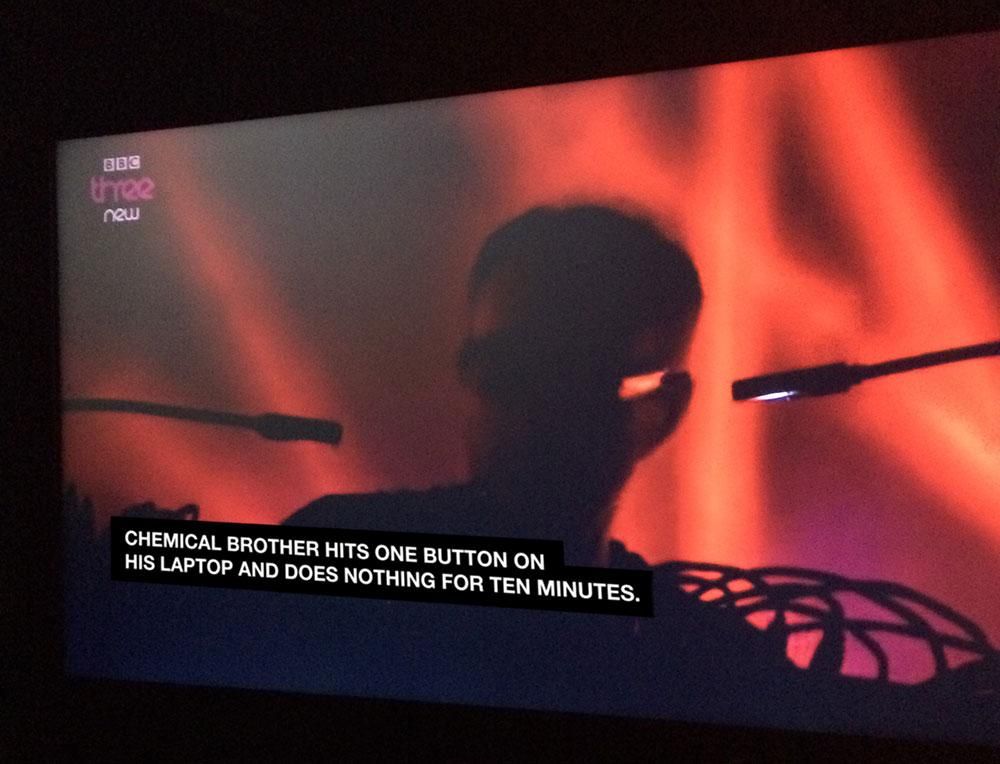 BBC
three
new
CHEMICAL BROTHER HITS ONE BUTTON ON
HIS LAPTOP AND DOES NOTHING FOR TEN MINUTES.